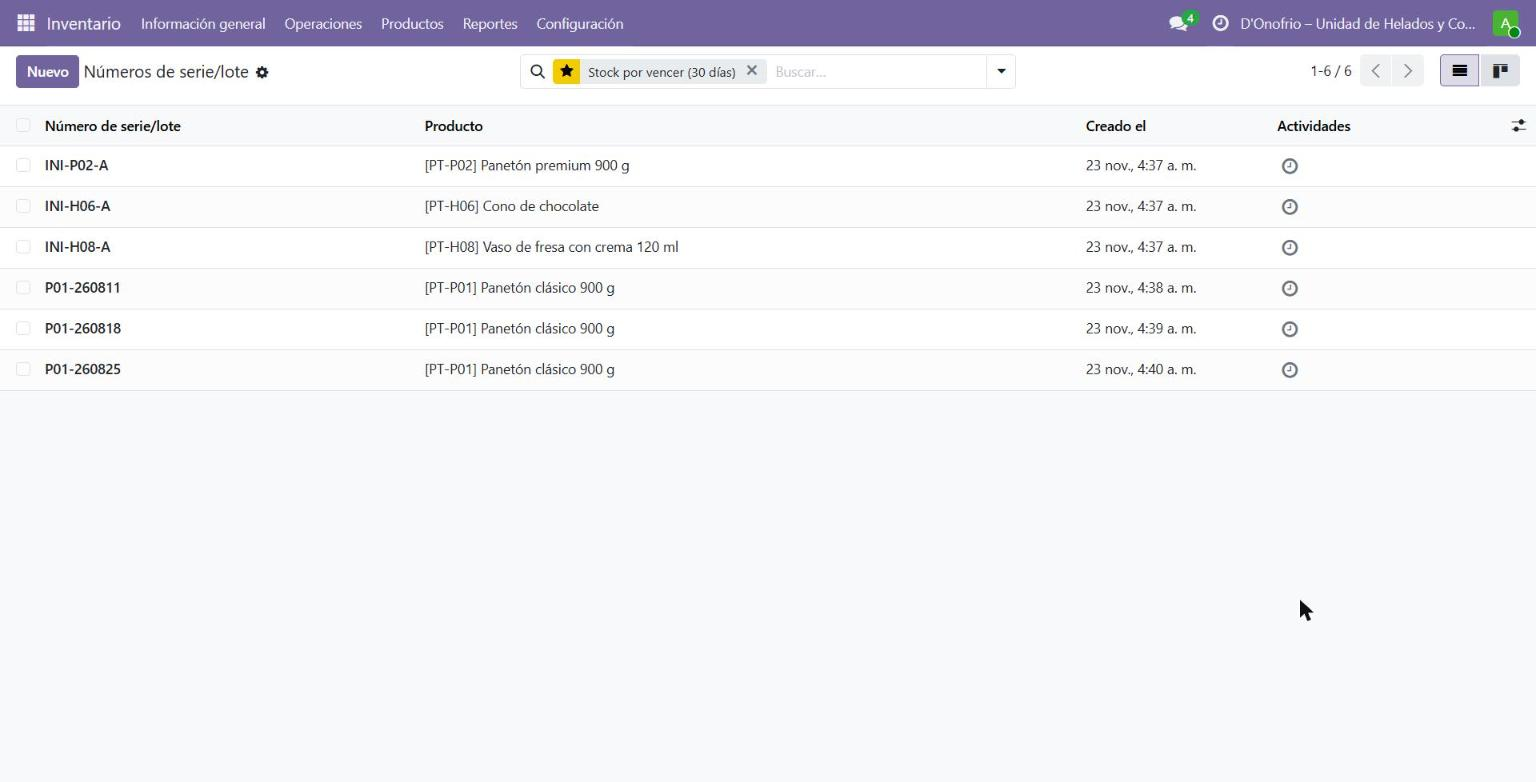 Inventario Información general Operaciones Productos Reportes Configuración 4 D'Onofrio – Unidad de Helados y Co... A
Nuevo Números de serie/lote Stock por vencer (30 días) Buscar... 1-6 / 6
Número de serie/lote Producto Creado el Actividades
INI-P02-A [PT-P02] Panetón premium 900 g 23 nov., 4:37 a. m.
INI-H06-A [PT-H06] Cono de chocolate 23 nov., 4:37 a. m.
INI-H08-A [PT-H08] Vaso de fresa con crema 120 ml 23 nov., 4:37 a. m.
P01-260811 [PT-P01] Panetón clásico 900 g 23 nov., 4:38 a. m.
P01-260818 [PT-P01] Panetón clásico 900 g 23 nov., 4:39 a. m.
P01-260825 [PT-P01] Panetón clásico 900 g 23 nov., 4:40 a. m.